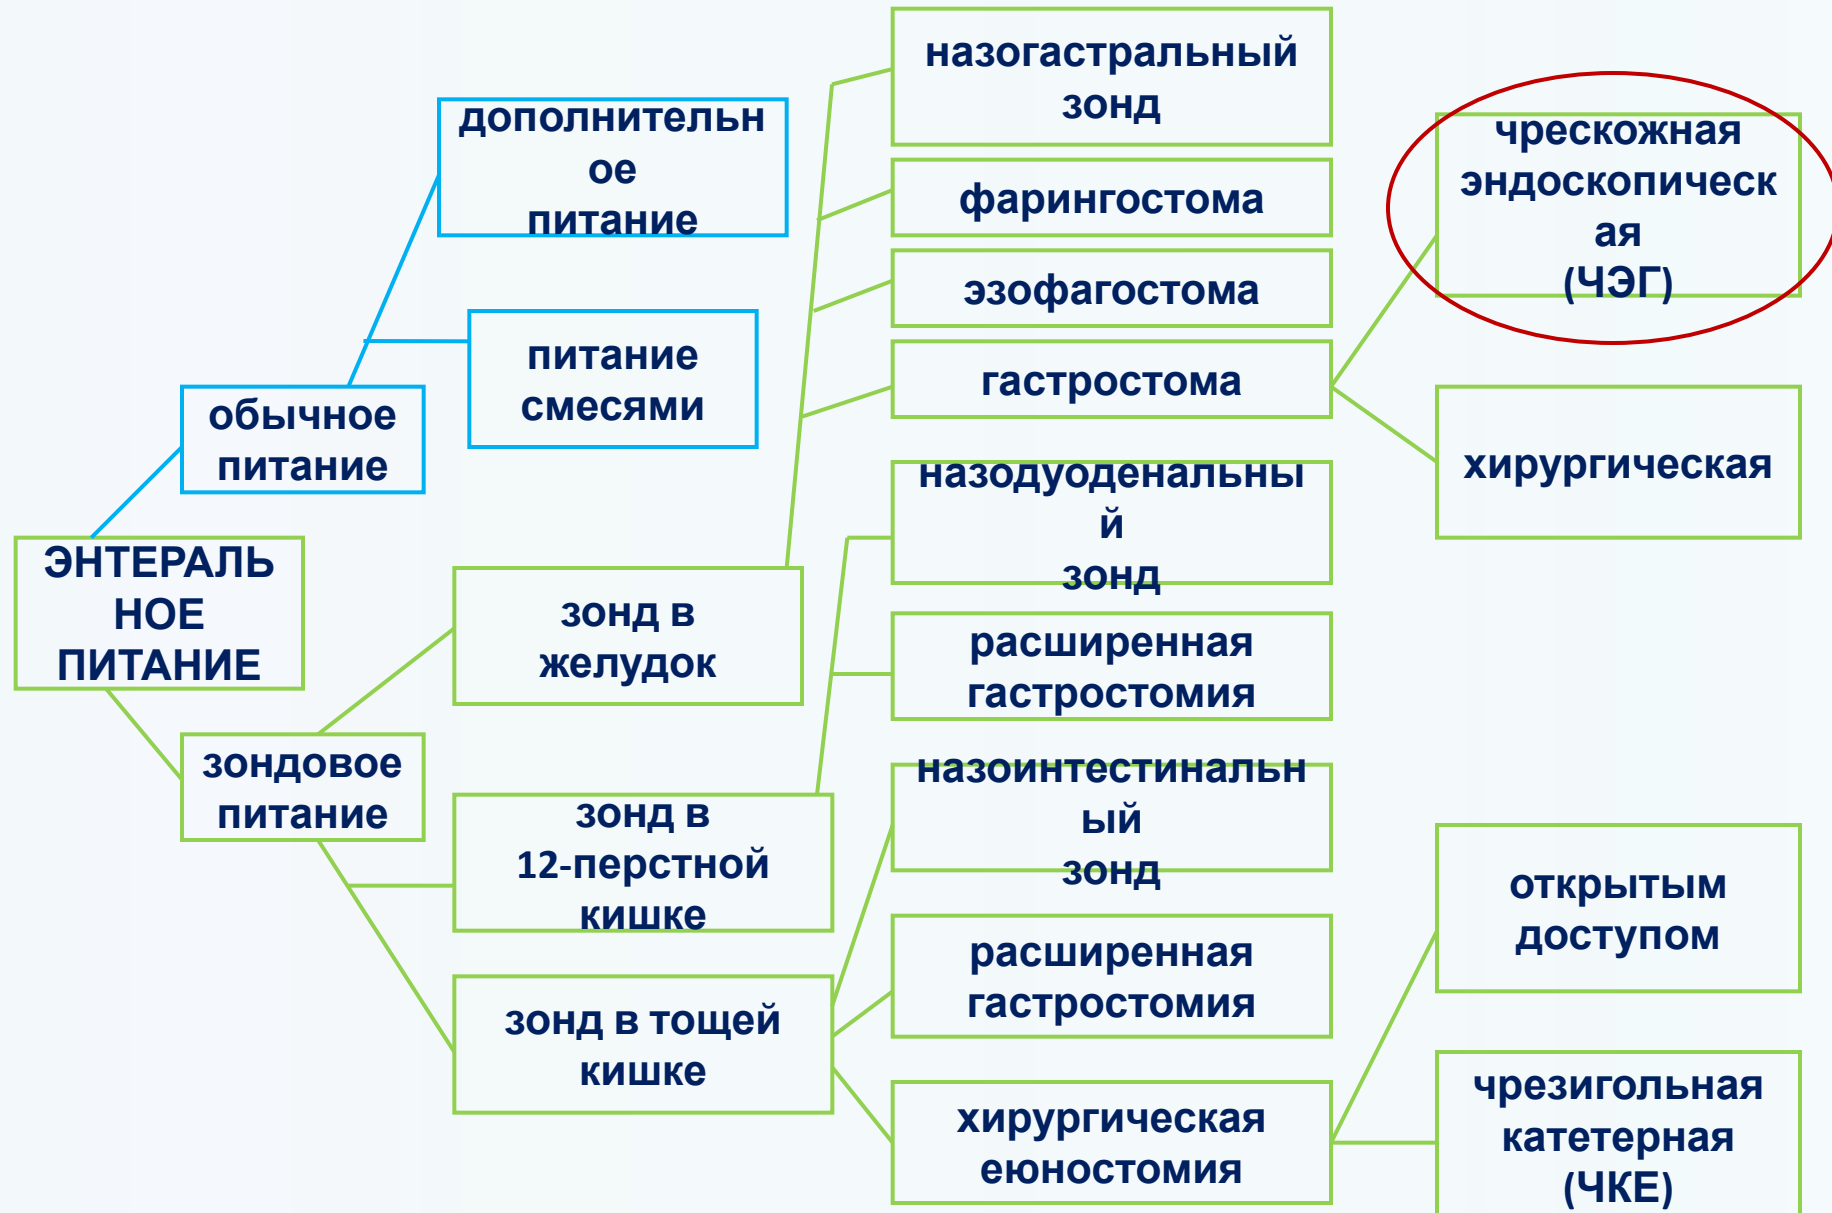 назогастральный
зонд
дополнительн
ое
питание
фарингостома
чрескожная
эндоскопическ
ая
(ЧЭГ)
эзофагостома
питание
смесями
гастростома
обычное
питание
хирургическая
назодуоденальны
й
зонд
ЭНТЕРАЛЬ
НОЕ
ПИТАНИЕ
зонд в
желудок
расширенная
гастростомия
зондовое
питание
назоинтестинальн
ый
зонд
зонд в
12-перстной
кишке
открытым
доступом
расширенная
гастростомия
зонд в тощей
кишке
хирургическая
еюностомия
чрезигольная
катетерная
(ЧКЕ)